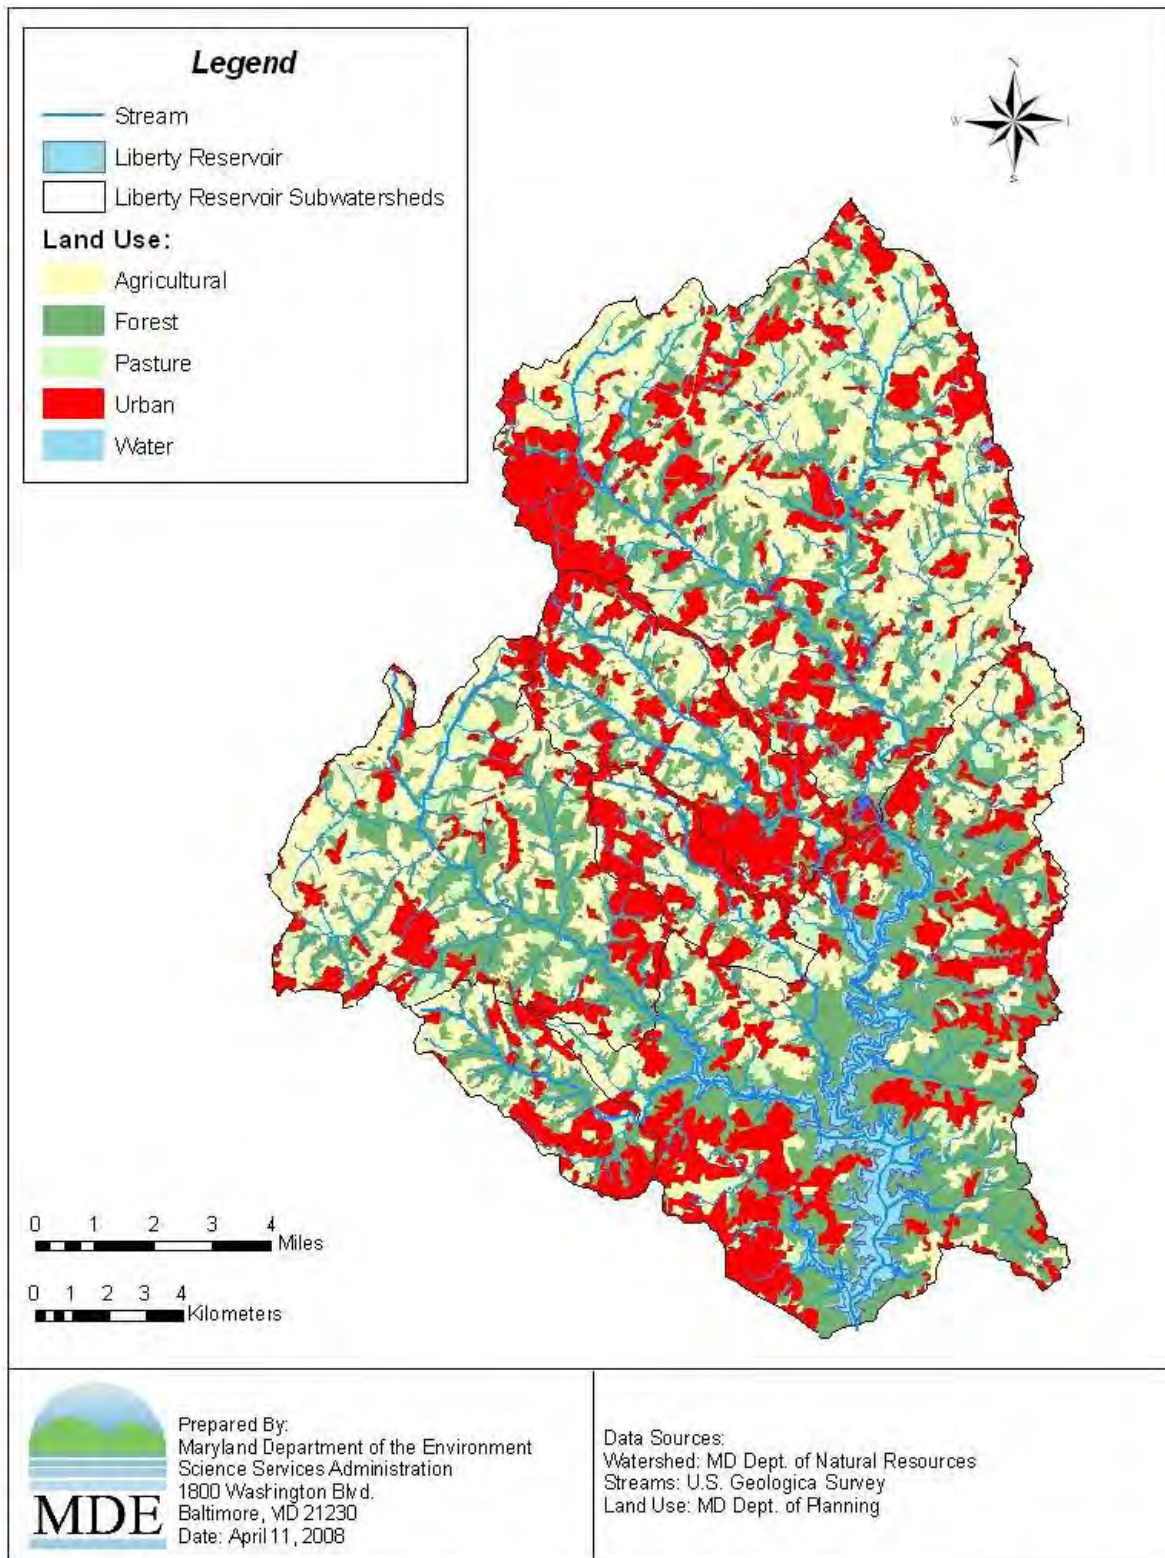 Legend
Stream
Liberty Reservoir
Liberty Reservoir Subwatersheds
Land Use:
Agricultural
Forest
Pasture
Urban
Water
N
W
S
0 1 2 3 4
Miles
0 1 2 3 4
Kilometers
MDE
Prepared By:
Maryland Department of the Environment
Science Services Administration
1800 Washington Blvd.
Baltimore, MD 21230
Date: April 11, 2008
Data Sources:
Watershed: MD Dept. of Natural Resources
Streams: U.S. Geologica Survey
Land Use: MD Dept. of Planning